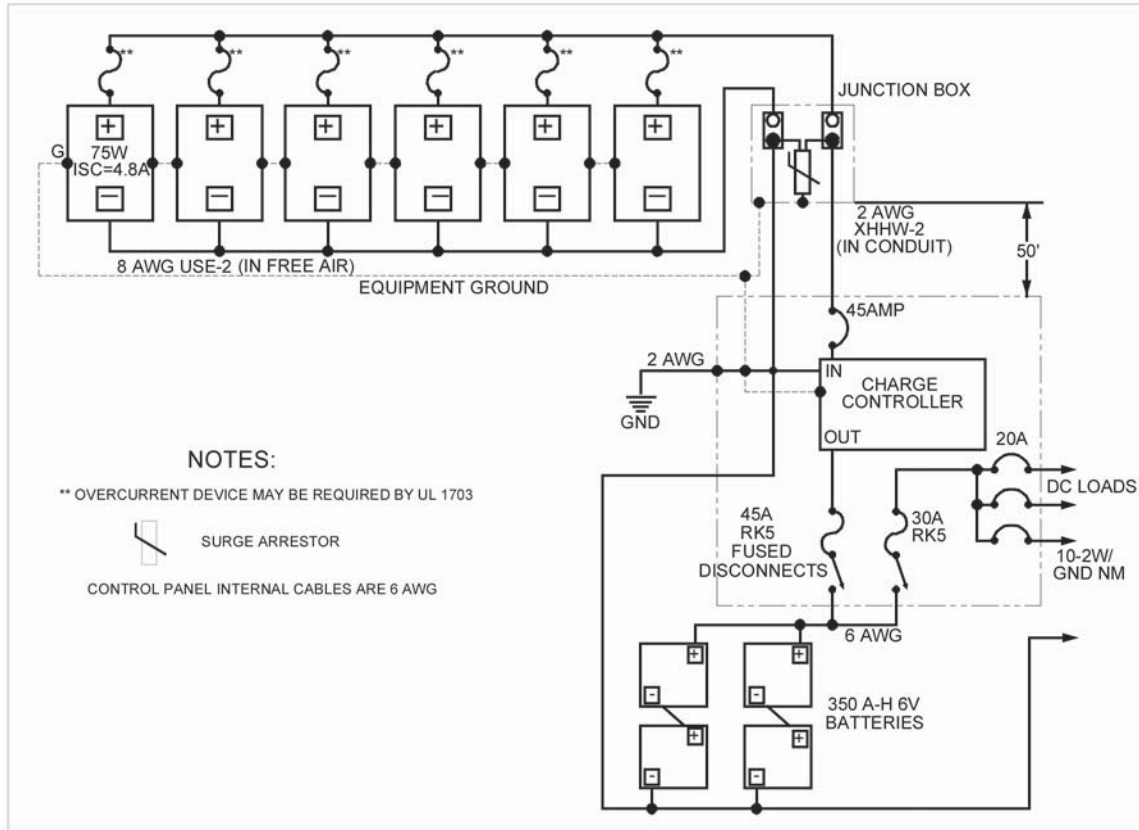 **
**
**
**
**
**
JUNCTION BOX
+
+
+
+
+
+
G
75W
ISC=4.8A
−
−
−
−
−
−
2 AWG
XHHW-2
(IN CONDUIT)
50'
8 AWG USE-2 (IN FREE AIR)
EQUIPMENT GROUND
45AMP
2 AWG
IN
CHARGE
CONTROLLER
GND
OUT
20A
DC LOADS
45A
RK5
FUSED
DISCONNECTS
30A
RK5
10-2W/
GND NM
NOTES:
** OVERCURRENT DEVICE MAY BE REQUIRED BY UL 1703
SURGE ARRESTOR
CONTROL PANEL INTERNAL CABLES ARE 6 AWG
6 AWG
+
+
-
-
350 A-H 6V
BATTERIES
+
+
-
-